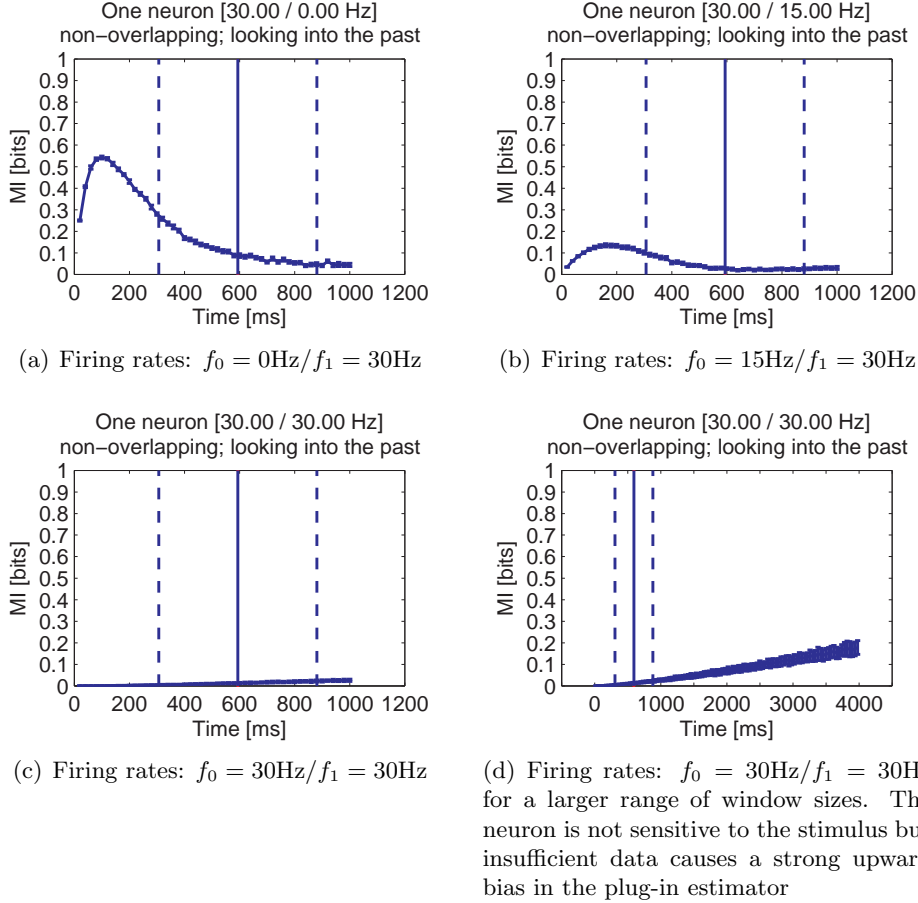 One neuron [30.00 / 0.00 Hz]
non−overlapping; looking into the past
1
0.9
0.8
0.7
0.6
0.5
0.4
0.3
0.2
0.1
0
MI [bits]
0 200 400 600 800 1000 1200
Time [ms]
(a) Firing rates: f₀ = 0Hz/f₁ = 30Hz
One neuron [30.00 / 15.00 Hz]
non−overlapping; looking into the past
1
0.9
0.8
0.7
0.6
0.5
0.4
0.3
0.2
0.1
0
MI [bits]
0 200 400 600 800 1000 1200
Time [ms]
(b) Firing rates: f₀ = 15Hz/f₁ = 30Hz
One neuron [30.00 / 30.00 Hz]
non−overlapping; looking into the past
1
0.9
0.8
0.7
0.6
0.5
0.4
0.3
0.2
0.1
0
MI [bits]
0 200 400 600 800 1000 1200
Time [ms]
(c) Firing rates: f₀ = 30Hz/f₁ = 30Hz
One neuron [30.00 / 30.00 Hz]
non−overlapping; looking into the past
1
0.9
0.8
0.7
0.6
0.5
0.4
0.3
0.2
0.1
0
MI [bits]
0 1000 2000 3000 4000
Time [ms]
(d) Firing rates: f₀ = 30Hz/f₁ = 30H
for a larger range of window sizes. Th
neuron is not sensitive to the stimulus bu
insufficient data causes a strong upwar
bias in the plug-in estimator